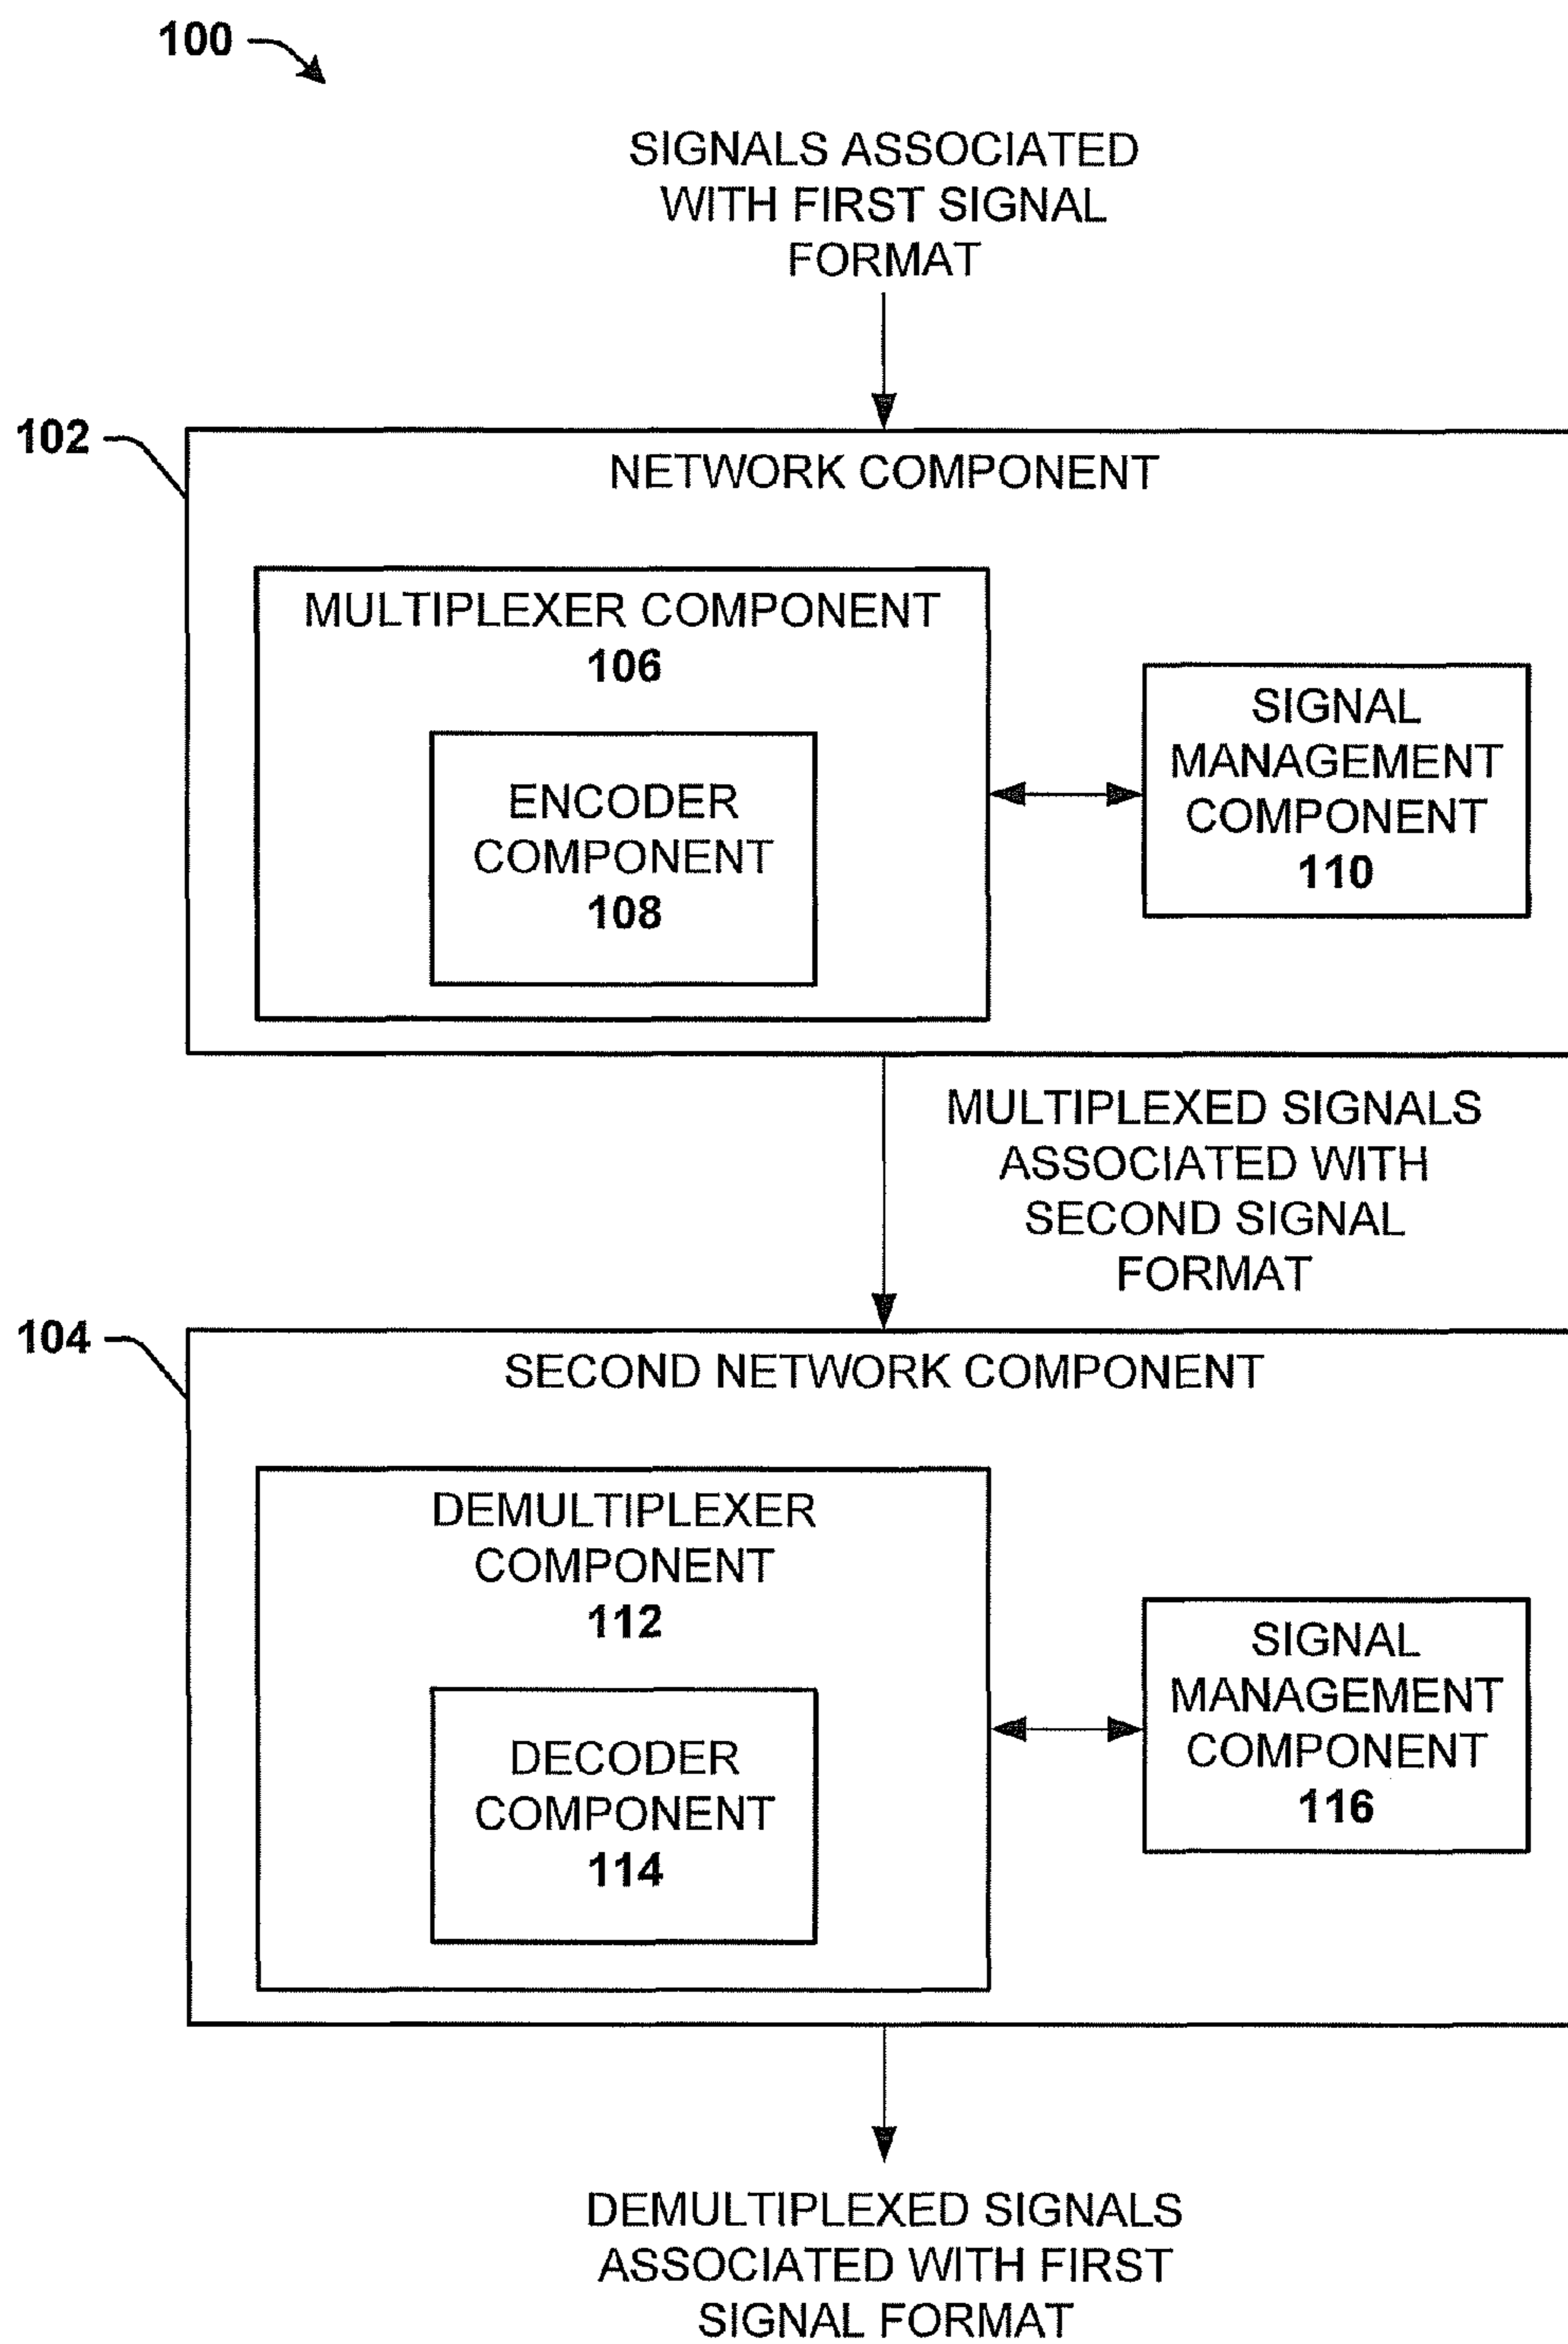 100
SIGNALS ASSOCIATED
WITH FIRST SIGNAL
FORMAT
102
NETWORK COMPONENT
MULTIPLEXER COMPONENT
106
ENCODER
COMPONENT
108
SIGNAL
MANAGEMENT
COMPONENT
110
MULTIPLEXED SIGNALS
ASSOCIATED WITH
SECOND SIGNAL
FORMAT
104
SECOND NETWORK COMPONENT
DEMULTIPLEXER
COMPONENT
112
DECODER
COMPONENT
114
SIGNAL
MANAGEMENT
COMPONENT
116
DEMULTIPLEXED SIGNALS
ASSOCIATED WITH FIRST
SIGNAL FORMAT